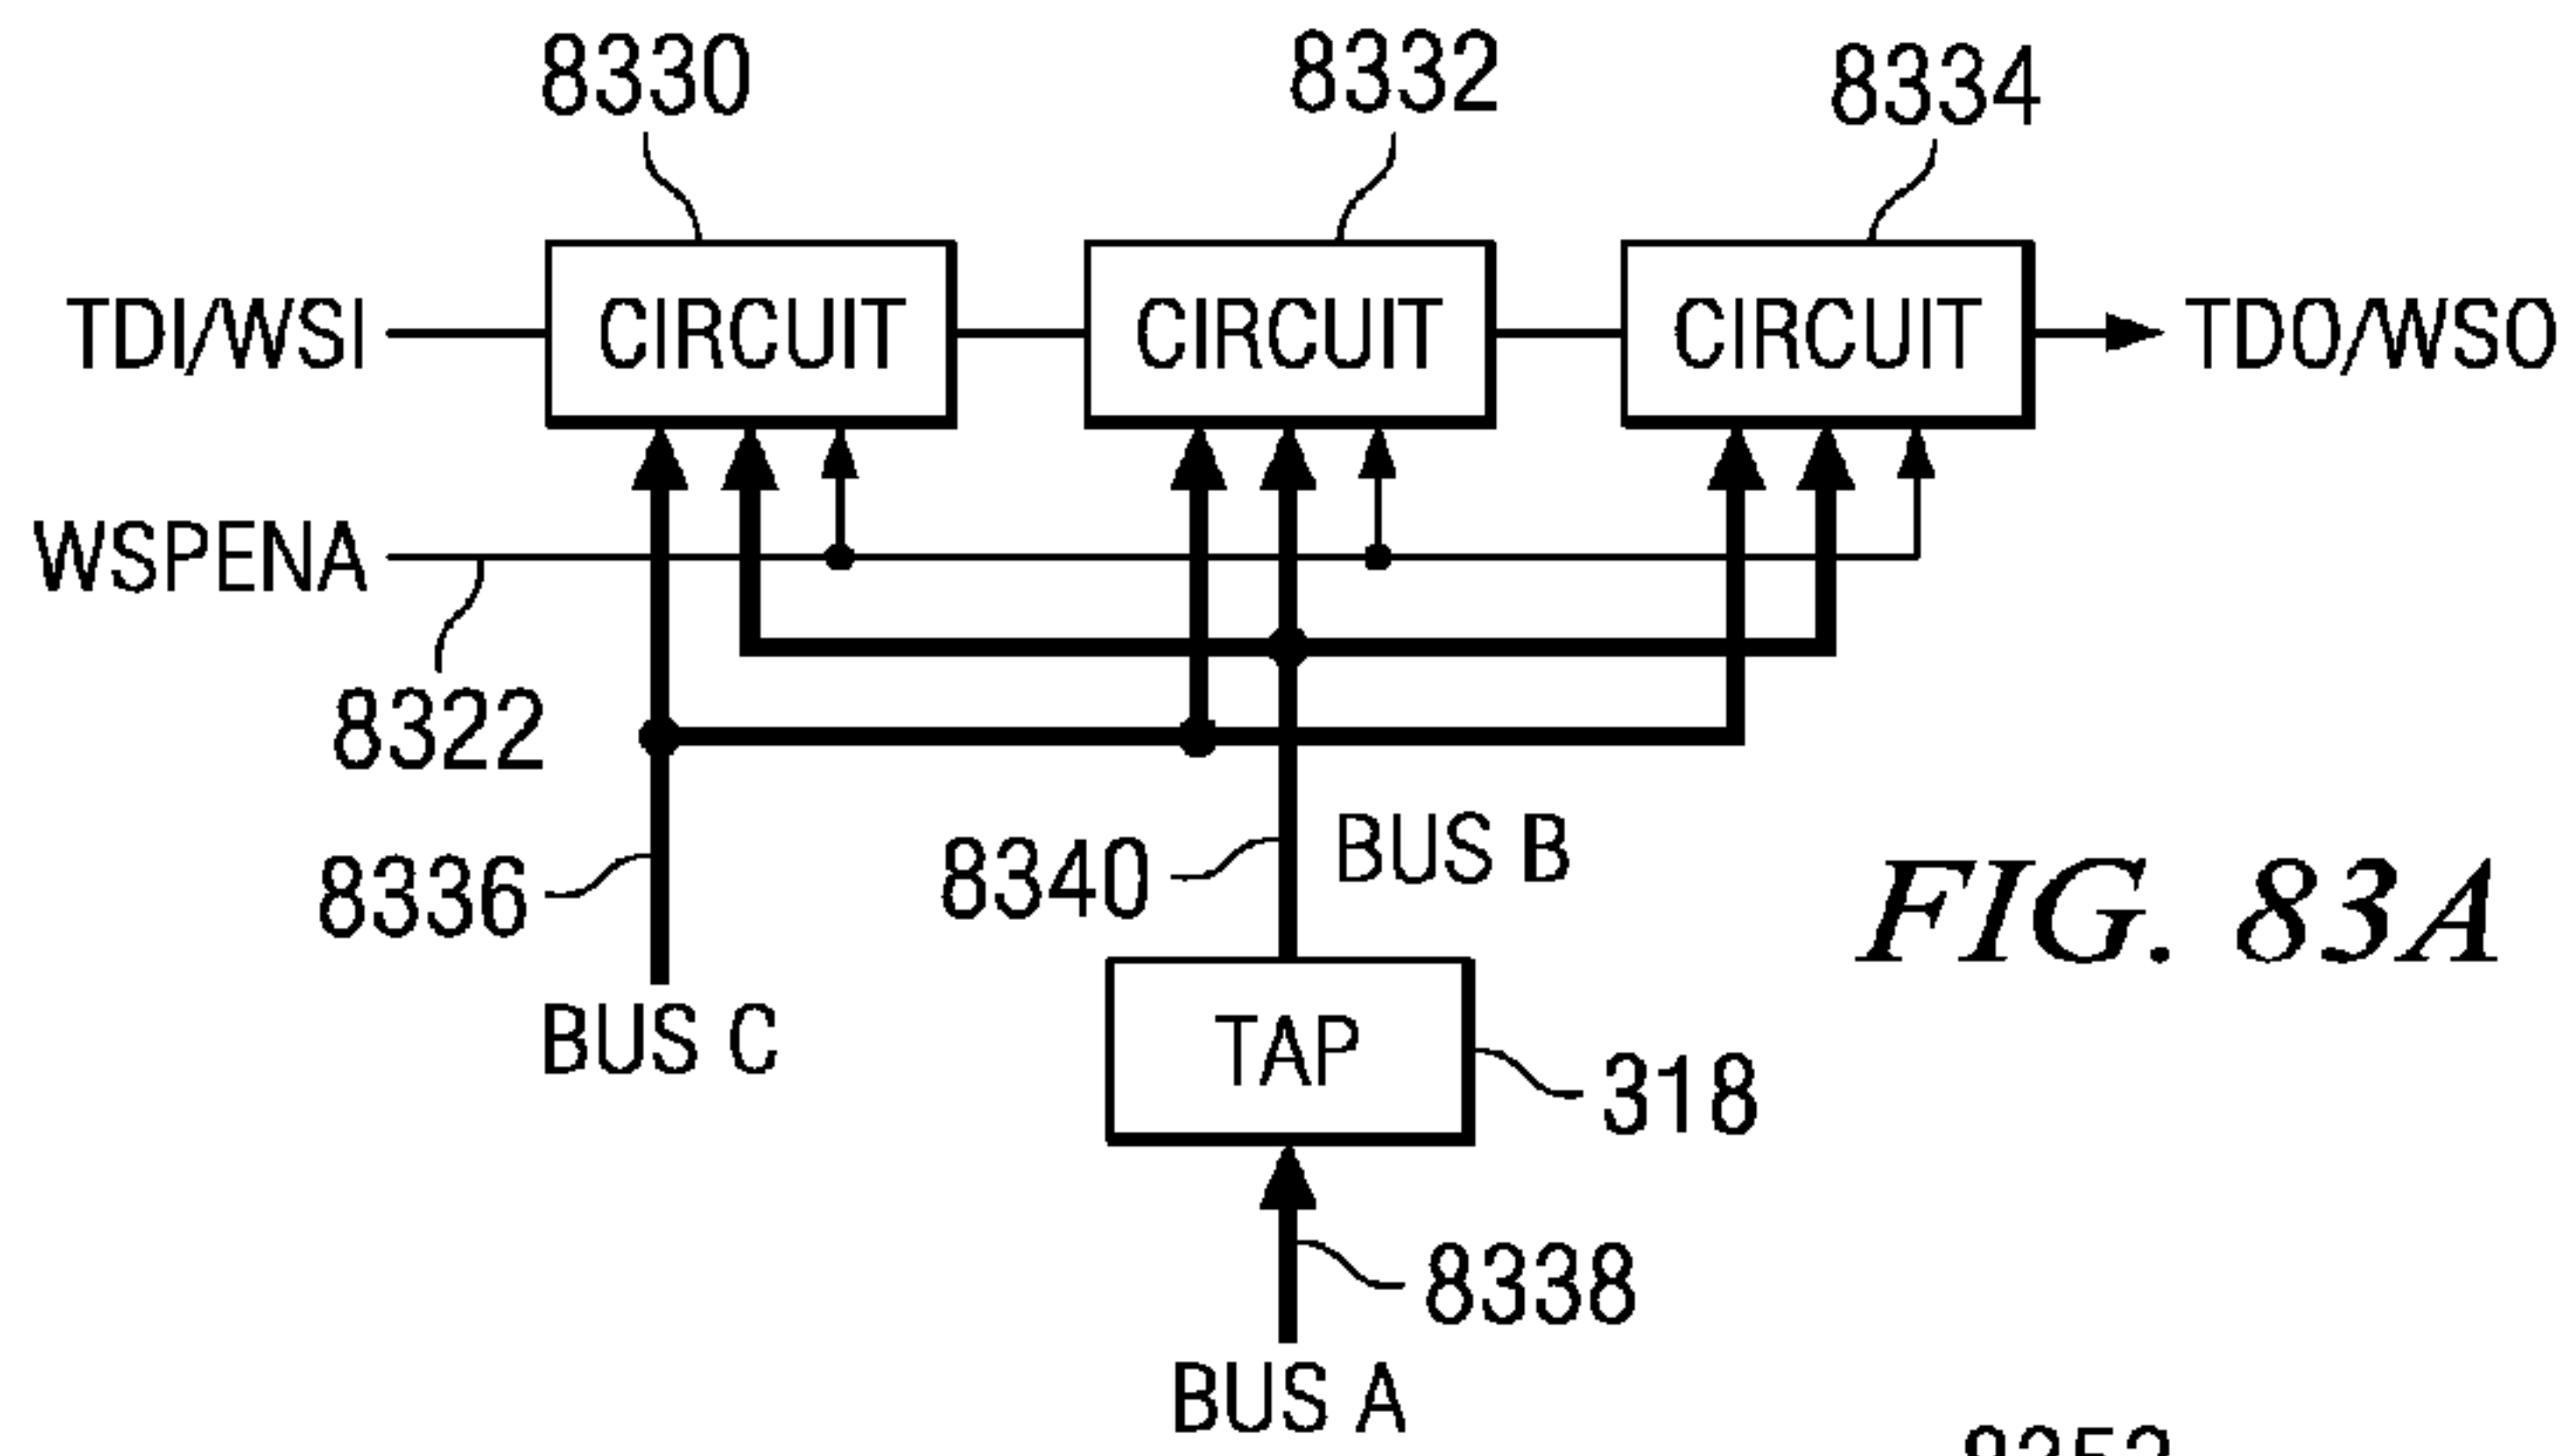 8330 8332 8334
TDI/WSI CIRCUIT CIRCUIT CIRCUIT TDO/WSO
WSPENA
8322
8336 8340 BUS B
FIG. 83A
BUS C TAP
318
8338
BUS A